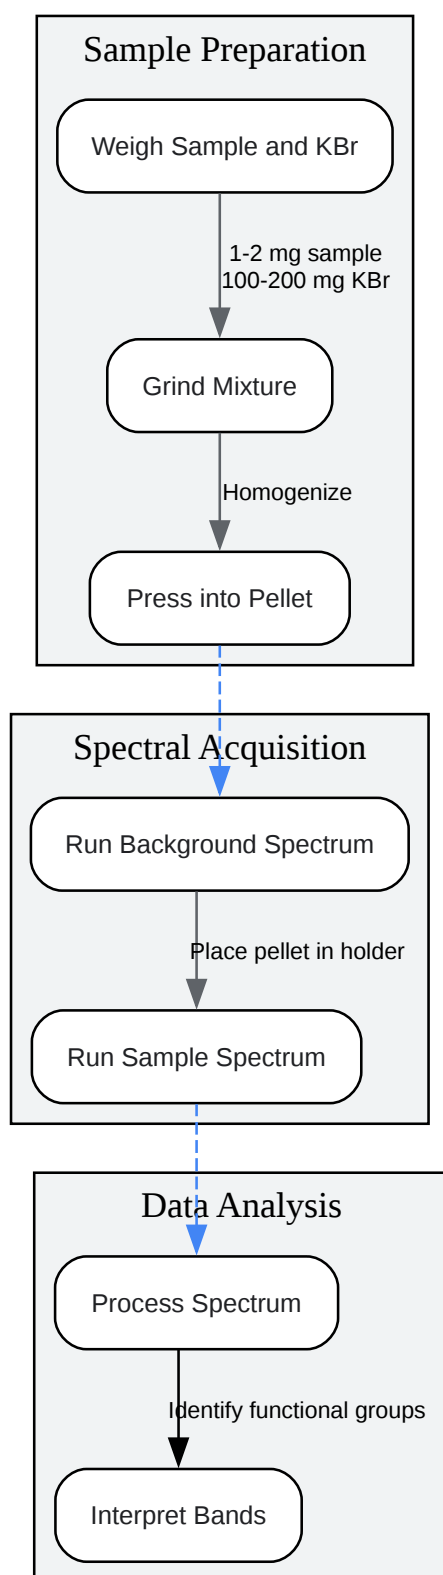 Sample Preparation
Weigh Sample and KBr
1-2 mg sample
100-200 mg KBr
Grind Mixture
Homogenize
Press into Pellet
Spectral Acquisition
Run Background Spectrum
Place pellet in holder
Run Sample Spectrum
Data Analysis
Process Spectrum
Identify functional groups
Interpret Bands